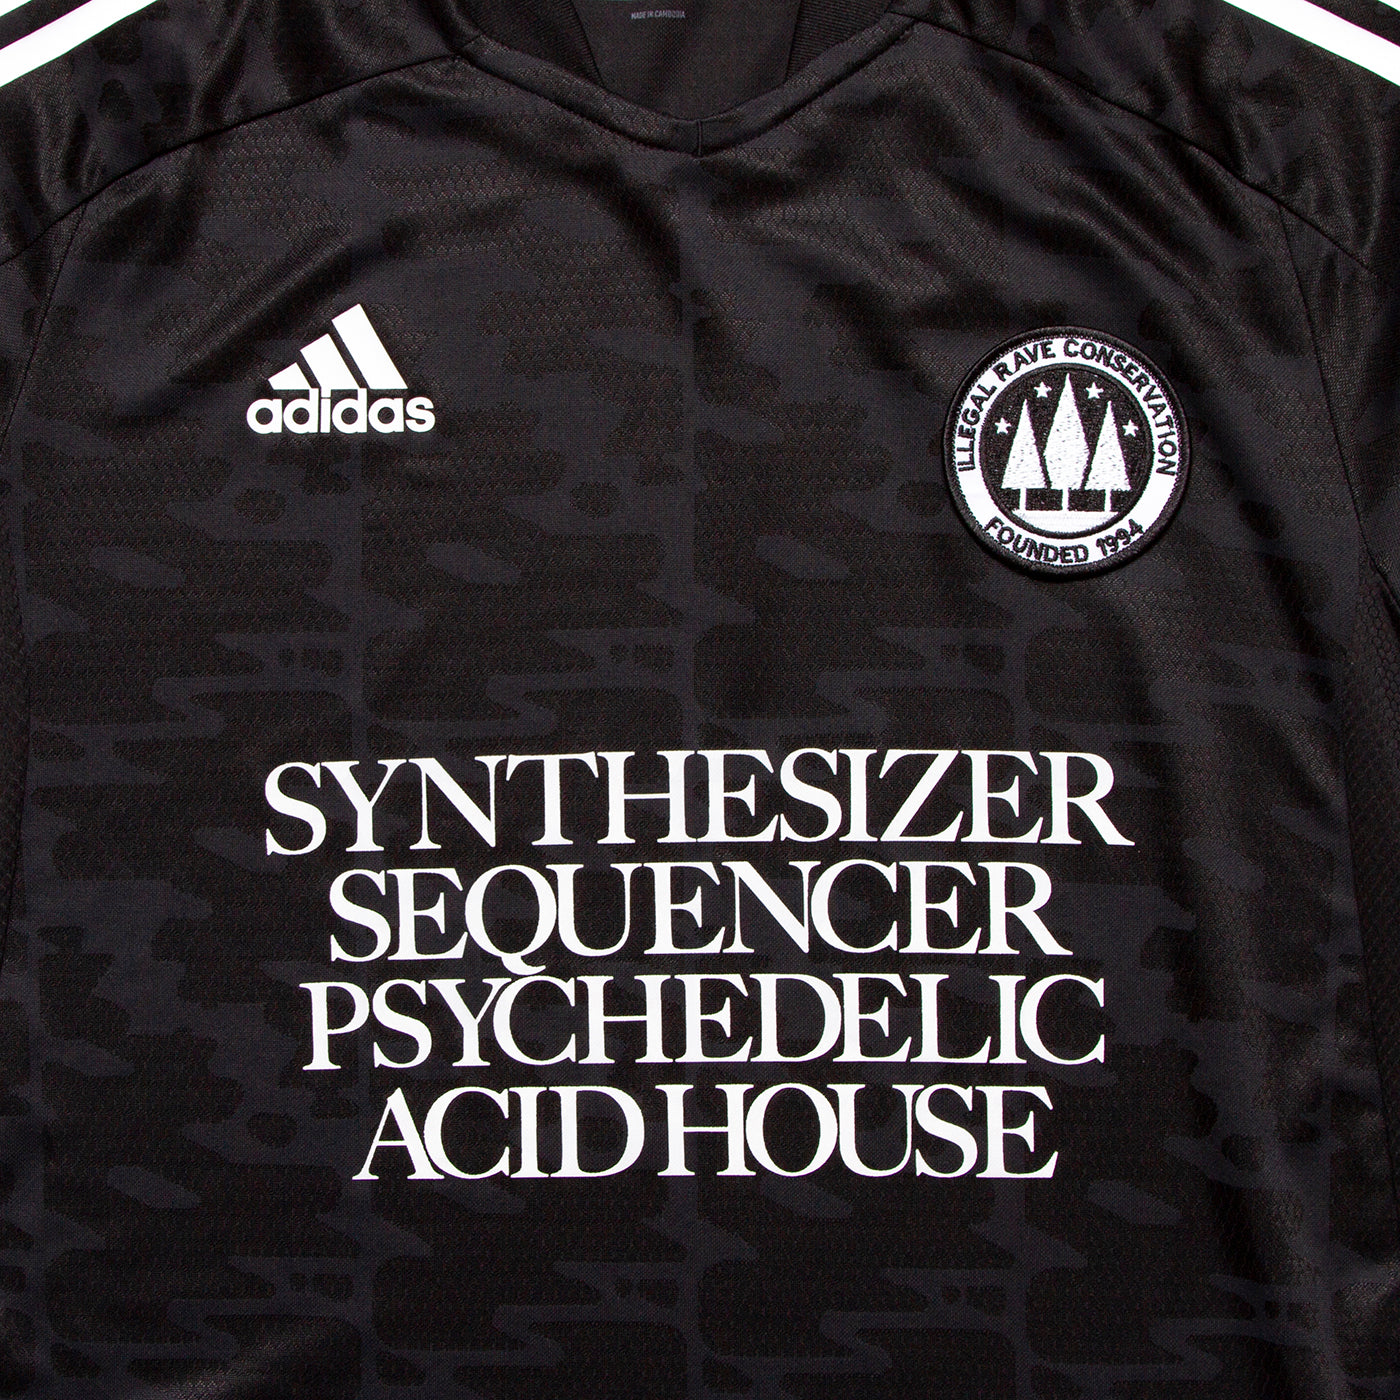 MADE IN CAMBODIA
adidas
ILLEGAL RAVE CONSERVATION
FOUNDED 1994
SYNTHESIZER
SEQUENCER
PSYCHEDELIC
ACID HOUSE